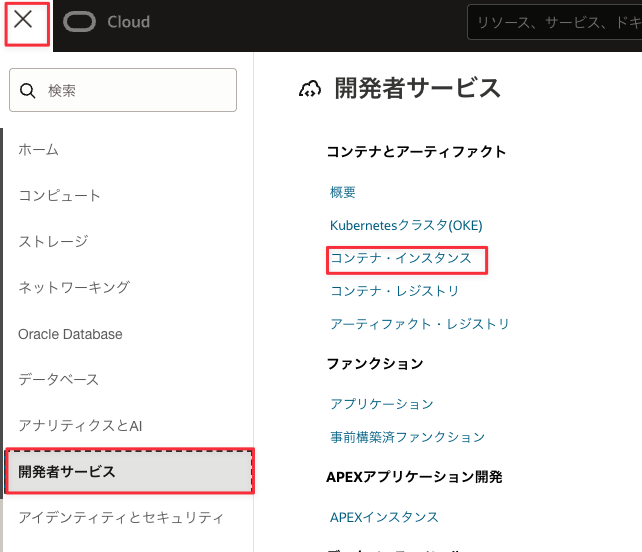 Cloud
リソース、サービス、ドキ
検索
ホーム
コンピュート
ストレージ
ネットワーキング
Oracle Database
データベース
アナリティクスとAI
開発者サービス
アイデンティティとセキュリティ
開発者サービス
コンテナとアーティファクト
概要
Kubernetesクラスタ(OKE)
コンテナ・インスタンス
コンテナ・レジストリ
アーティファクト・レジストリ
ファンクション
アプリケーション
事前構築済ファンクション
APEXアプリケーション開発
APEXインスタンス